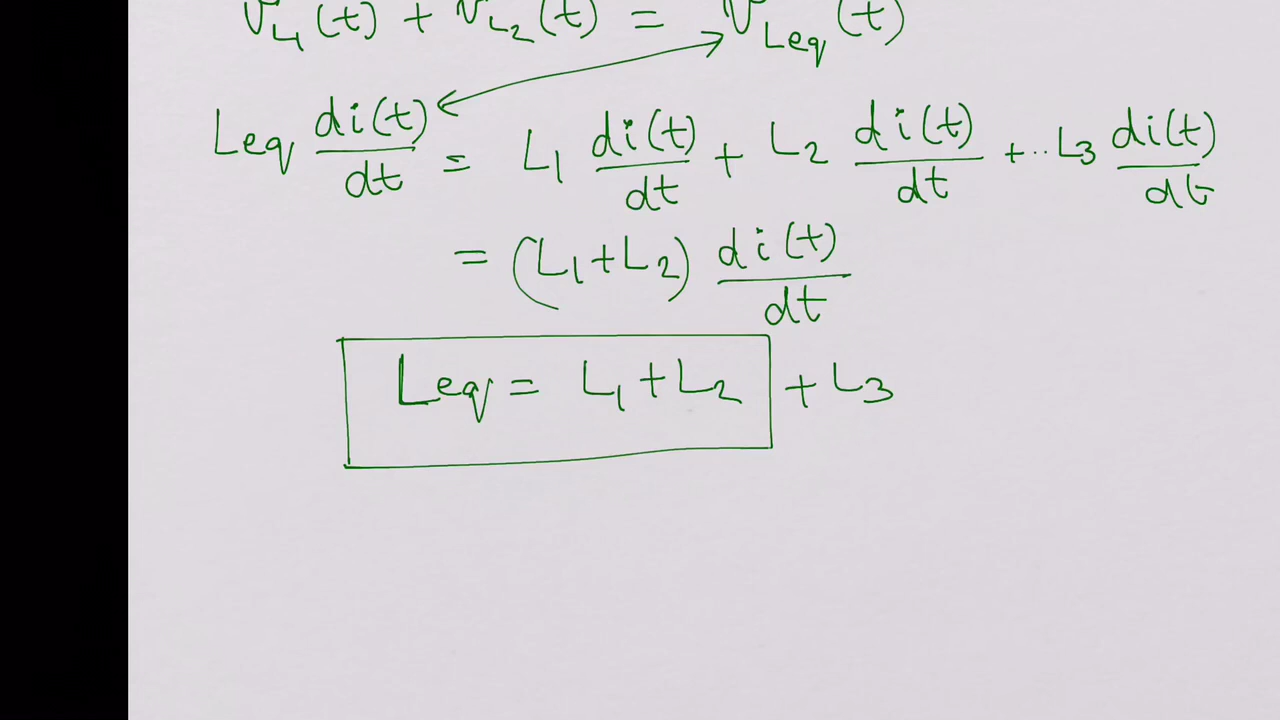 V_L1(t) + V_L2(t) = V_Leq(t)
Leq di(t)/dt = L1 di(t)/dt + L2 di(t)/dt + .. L3 di(t)/dt
= (L1+L2) di(t)/dt
Leq = L1+L2 + L3